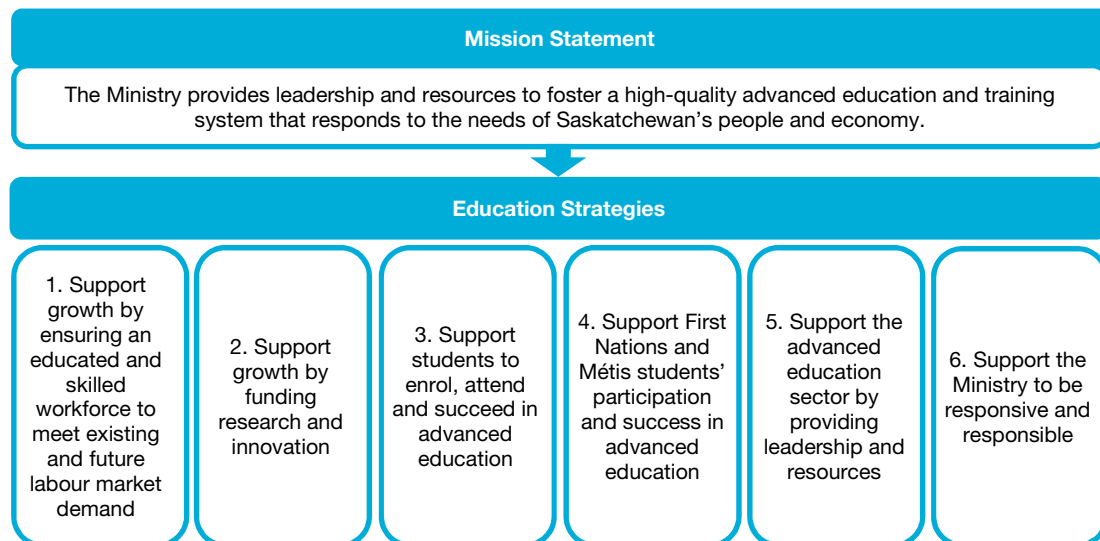 Mission Statement
The Ministry provides leadership and resources to foster a high-quality advanced education and training
system that responds to the needs of Saskatchewan's people and economy.
Education Strategies
1. Support
growth by
ensuring an
educated and
skilled
workforce to
meet existing
and future
labour market
demand
2. Support
growth by
funding
research and
innovation
3. Support
students to
enrol, attend
and succeed in
advanced
education
4. Support First
Nations and
Métis students'
participation
and success in
advanced
education
5. Support the
advanced
education
sector by
providing
leadership and
resources
6. Support the
Ministry to be
responsive and
responsible